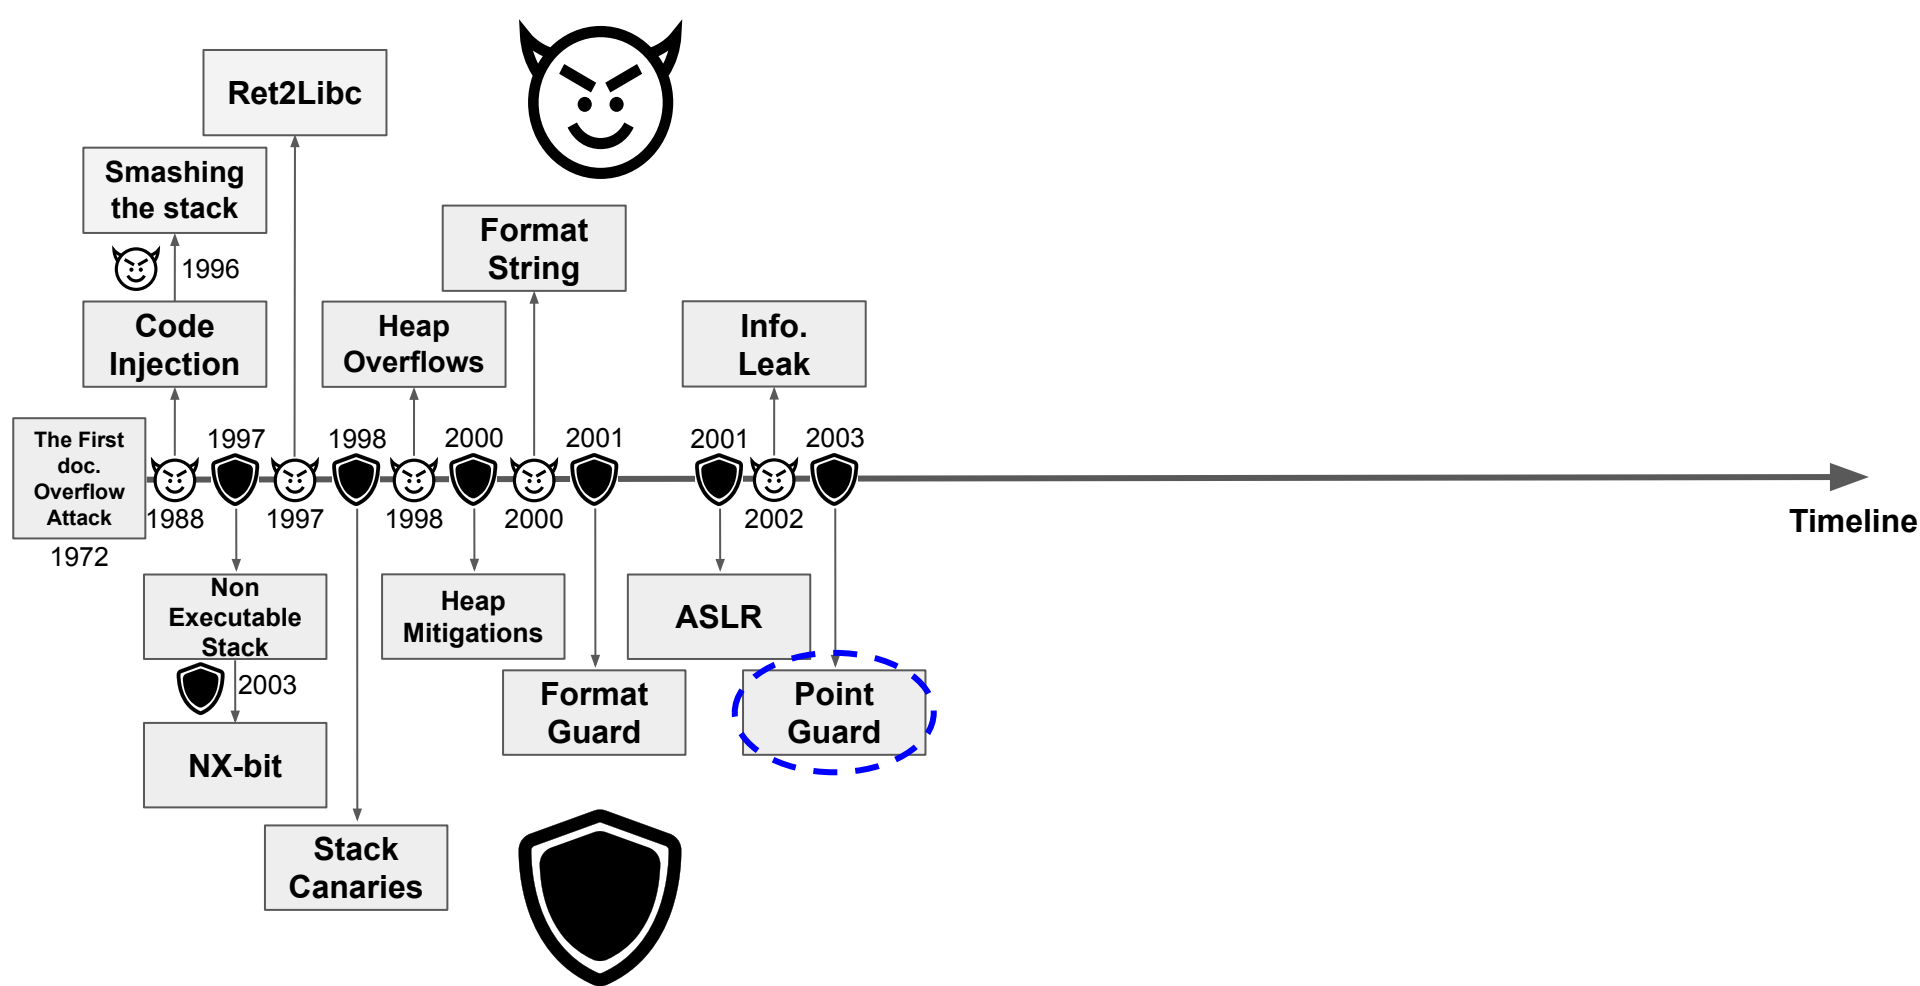 Ret2Libc
Smashing
the stack
1996
Format
String
Code
Injection
Heap
Overflows
Info.
Leak
The First
doc.
Overflow
Attack
1972
1997
1998
2000
2001
2001
2003
1988
1997
1998
2000
2002
Timeline
Non
Executable
Stack
2003
NX-bit
Heap
Mitigations
ASLR
Format
Guard
Point
Guard
Stack
Canaries